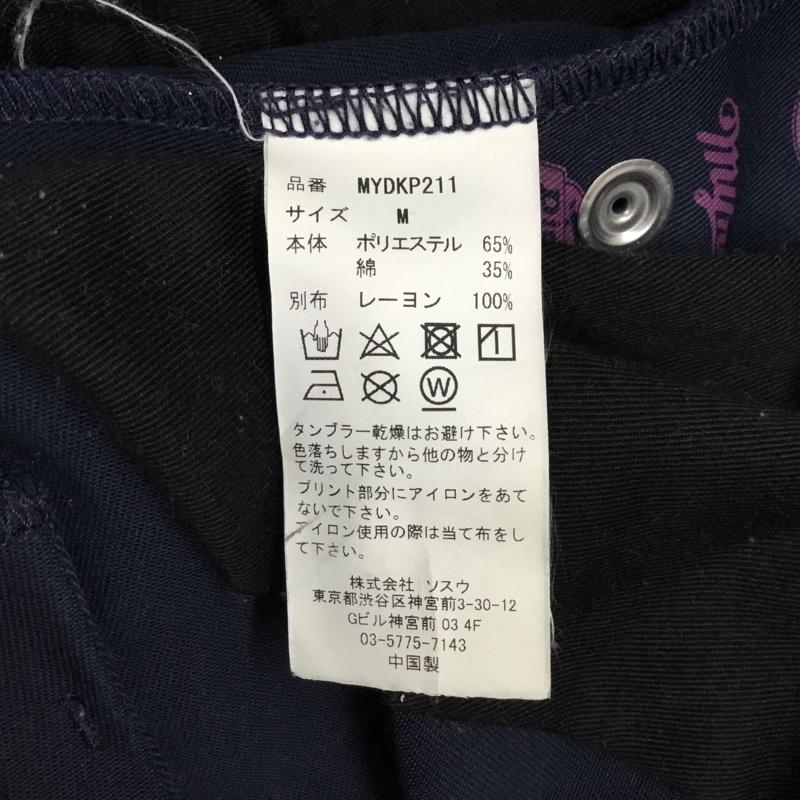 品番 MYDKP211
サイズ M
本体 ポリエステル 65%
綿 35%
別布 レーヨン 100%
W
タンブラー乾燥はお避け下さい。
色落ちしますから他の物と分け
て洗って下さい。
プリント部分にアイロンをあて
ないで下さい。
アイロン使用の際は当て布をし
て下さい。
株式会社 ソスウ
東京都渋谷区神宮前3-30-12
Gビル神宮前 03 4F
03-5775-7143
中国製